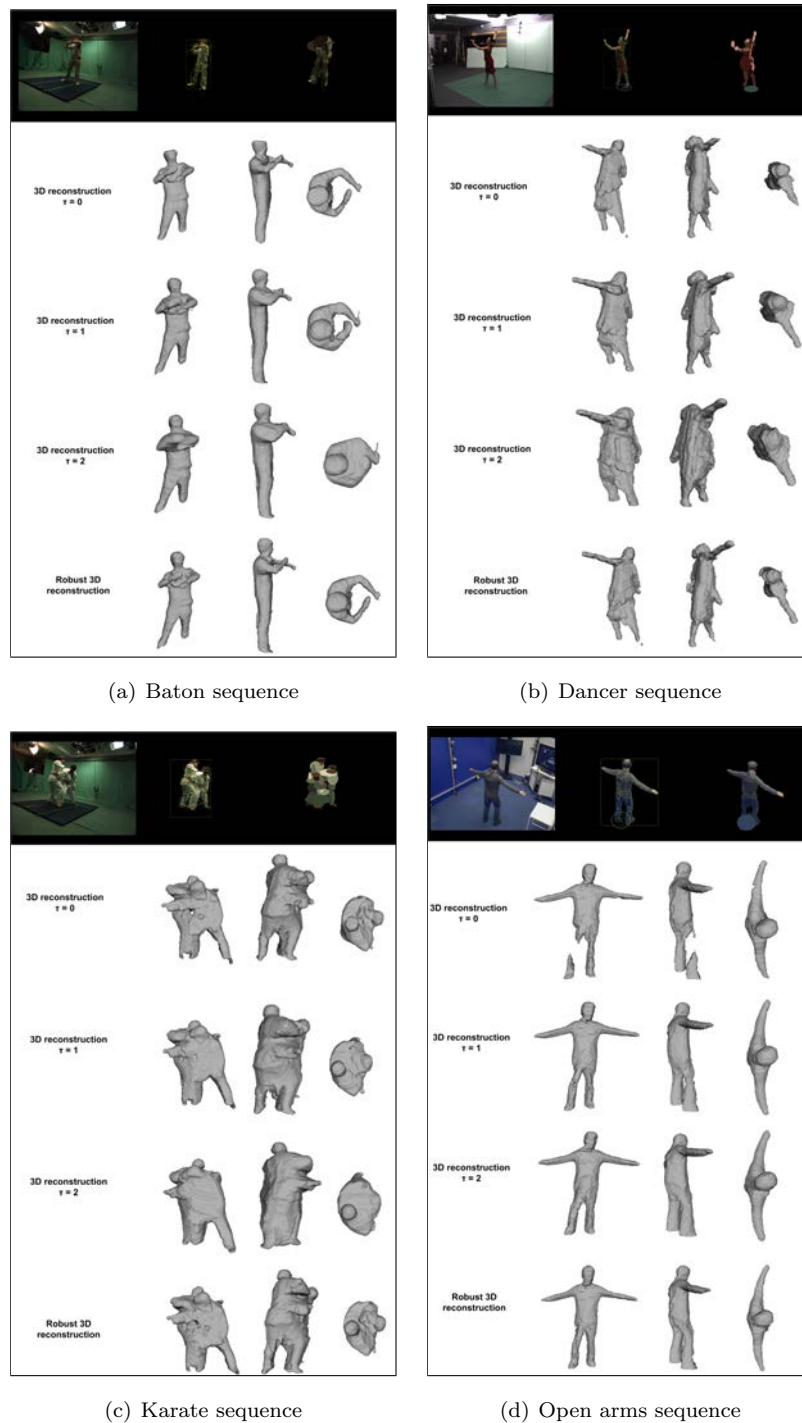 3D reconstruction
τ = 0
3D reconstruction
τ = 1
3D reconstruction
τ = 2
Robust 3D
reconstruction
(a) Baton sequence
3D reconstruction
τ = 0
3D reconstruction
τ = 1
3D reconstruction
τ = 2
Robust 3D
reconstruction
(b) Dancer sequence
3D reconstruction
τ = 0
3D reconstruction
τ = 1
3D reconstruction
τ = 2
Robust 3D
reconstruction
(c) Karate sequence
3D reconstruction
τ = 0
3D reconstruction
τ = 1
3D reconstruction
τ = 2
Robust 3D
reconstruction
(d) Open arms sequence